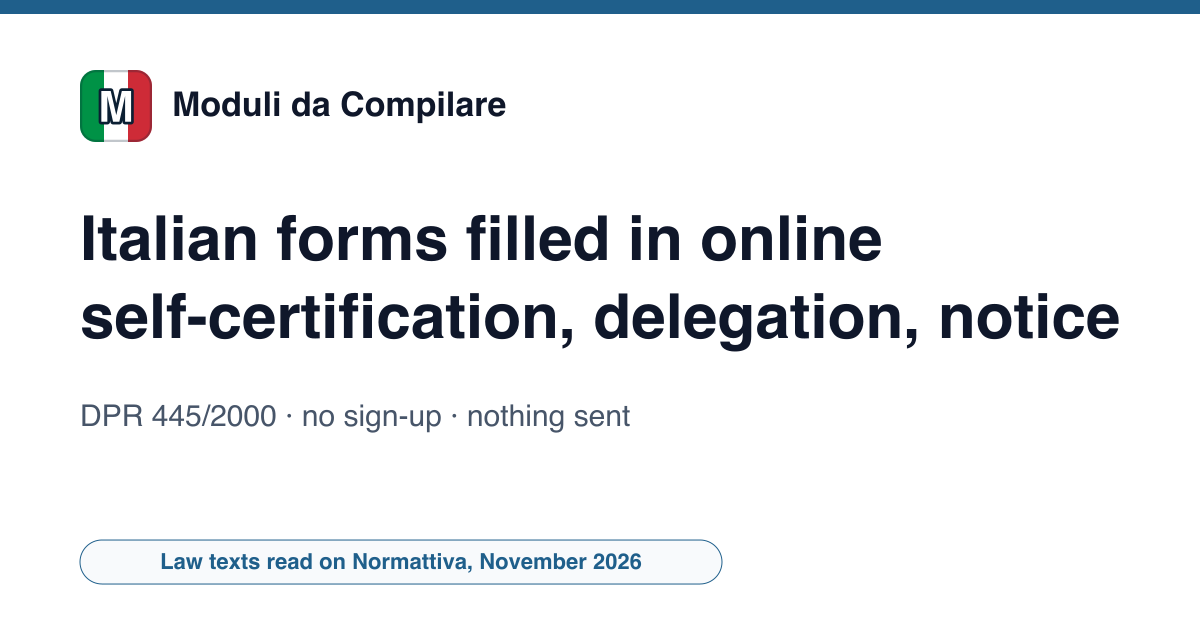 M
Moduli da Compilare
Italian forms filled in online
self-certification, delegation, notice
DPR 445/2000 · no sign-up · nothing sent
Law texts read on Normattiva, November 2026